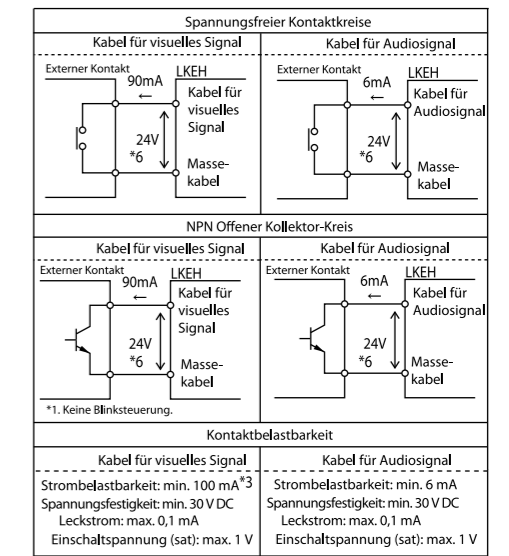 Spannungsfreier Kontaktkreise
Kabel für visuelles Signal
Externer Kontakt
90mA
←
LKEH
Kabel für
visuelles
Signal
24V
*6
Masse-
kabel
Kabel für Audiosignal
Externer Kontakt
6mA
←
LKEH
Kabel für
Audiosignal
24V
*6
Masse-
kabel
NPN Offener Kollektor-Kreis
Kabel für visuelles Signal
Externer Kontakt
90mA
←
LKEH
Kabel für
visuelles
Signal
24V
*6
Masse-
kabel
*1. Keine Blinksteuerung.
Kabel für Audiosignal
Externer Kontakt
6mA
←
LKEH
Kabel für
Audiosignal
24V
*6
Masse-
kabel
Kontaktbelastbarkeit
Kabel für visuelles Signal
Strombelastbarkeit: min. 100 mA*3
Spannungsfestigkeit: min. 30 V DC
Leckstrom: max. 0,1 mA
Einschaltspannung (sat): max. 1 V
Kabel für Audiosignal
Strombelastbarkeit: min. 6 mA
Spannungsfestigkeit: min. 30 V DC
Leckstrom: max. 0,1 mA
Einschaltspannung (sat): max. 1 V